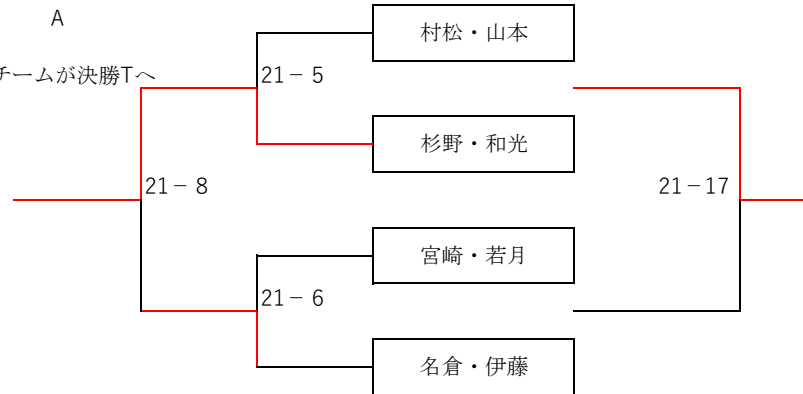 A
村松・山本
チームが決勝Tへ
21－ 5
杉野・和光
21－ 8
21－17
宮崎・若月
21－ 6
名倉・伊藤